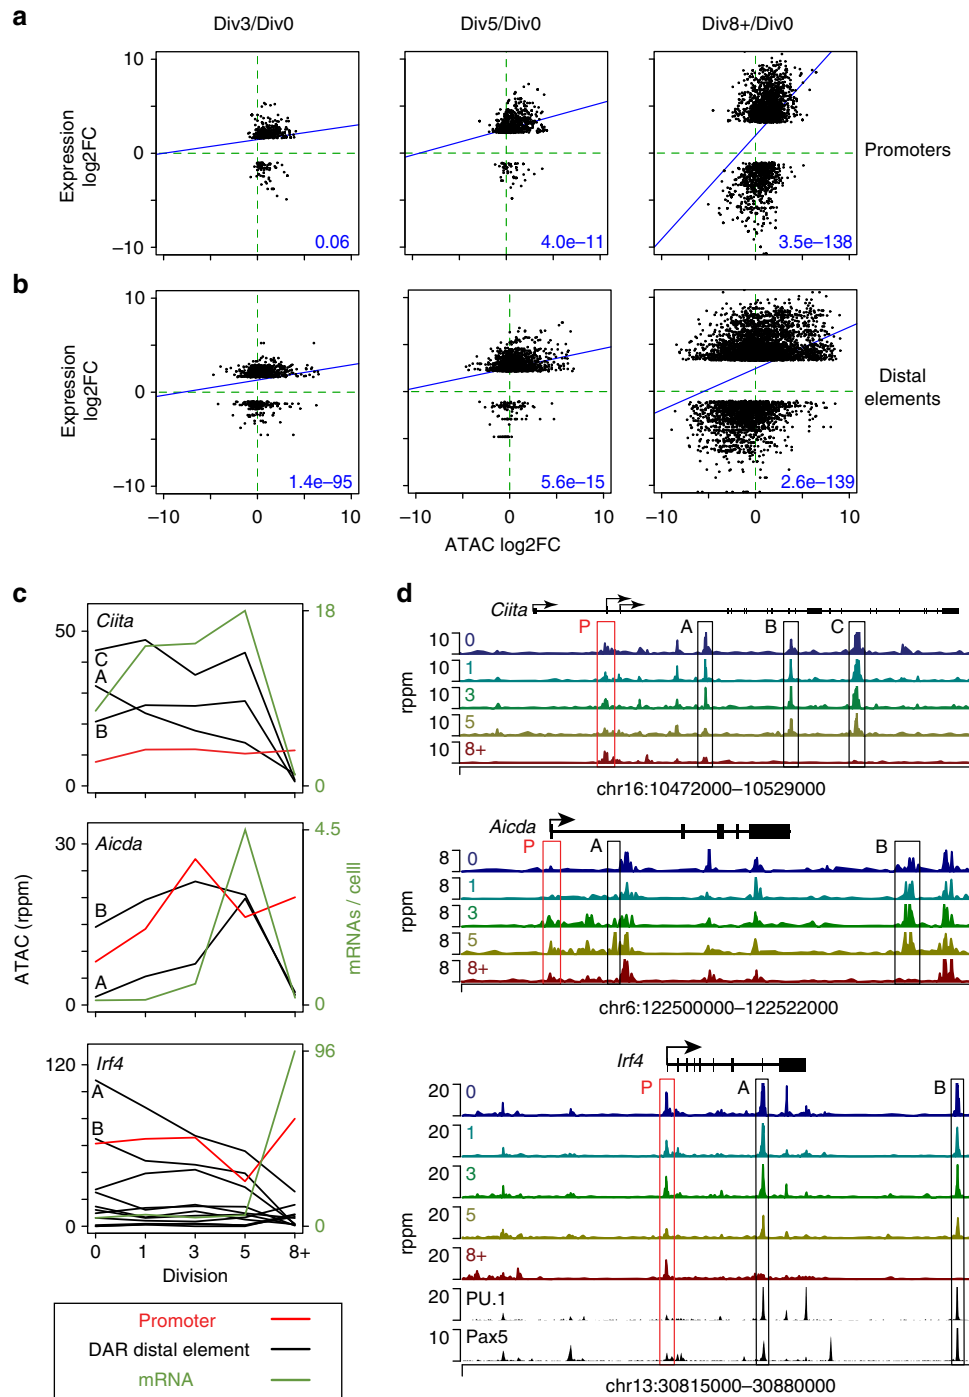 a
Div3/Div0 Div5/Div0 Div8+/Div0
Expression log2FC
10
0
−10
0.06
4.0e−11
3.5e−138
Promoters
b
Expression log2FC
10
0
−10
1.4e−95
5.6e−15
2.6e−139
Distal elements
−10 0 10 −10 0 10 −10 0 10
ATAC log2FC
c
Ciita
50
0
18
0
C
A
B
Aicda
30
0
4.5
0
B
A
ATAC (rppm)
mRNAs / celll
Irf4
120
0
96
0
A
B
0 1 3 5 8+
Division
Promoter
DAR distal element
mRNA
d
Ciita
P A B C
rppm
10 0
10 1
10 3
10 5
10 8+
chr16:10472000–10529000
Aicda
P A B
rppm
8 0
8 1
8 3
8 5
8 8+
chr6:122500000–122522000
Irf4
P A B
rppm
20 0
20 1
20 3
20 5
20 8+
20 PU.1
10 Pax5
chr13:30815000–30880000